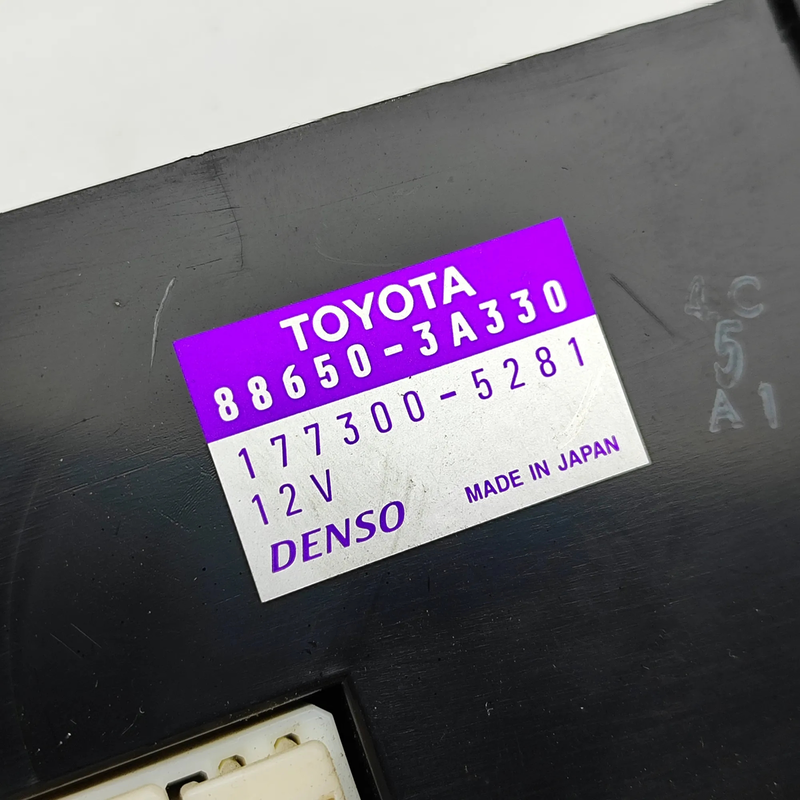 TOYOTA
88650-3A330
177300-5281
12V
DENSO
MADE IN JAPAN
4C
5
A1